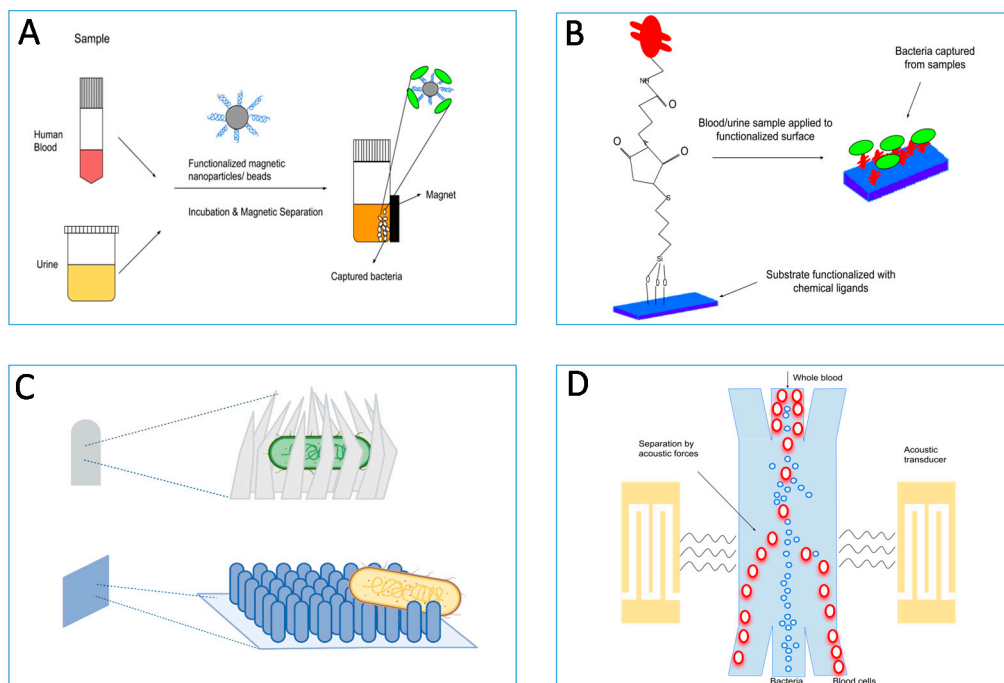 A
Sample
Human
Blood
Functionalized magnetic
nanoparticles/ beads
Incubation & Magnetic Separation
Magnet
Urine
Captured bacteria
B
NH
O
O
O
S
Si
O
O
O
Blood/urine sample applied to
functionalized surface
Bacteria captured
from samples
Substrate functionalized with
chemical ligands
C
D
Whole blood
Separation by
acoustic forces
Acoustic
transducer
Bacteria
Blood cells